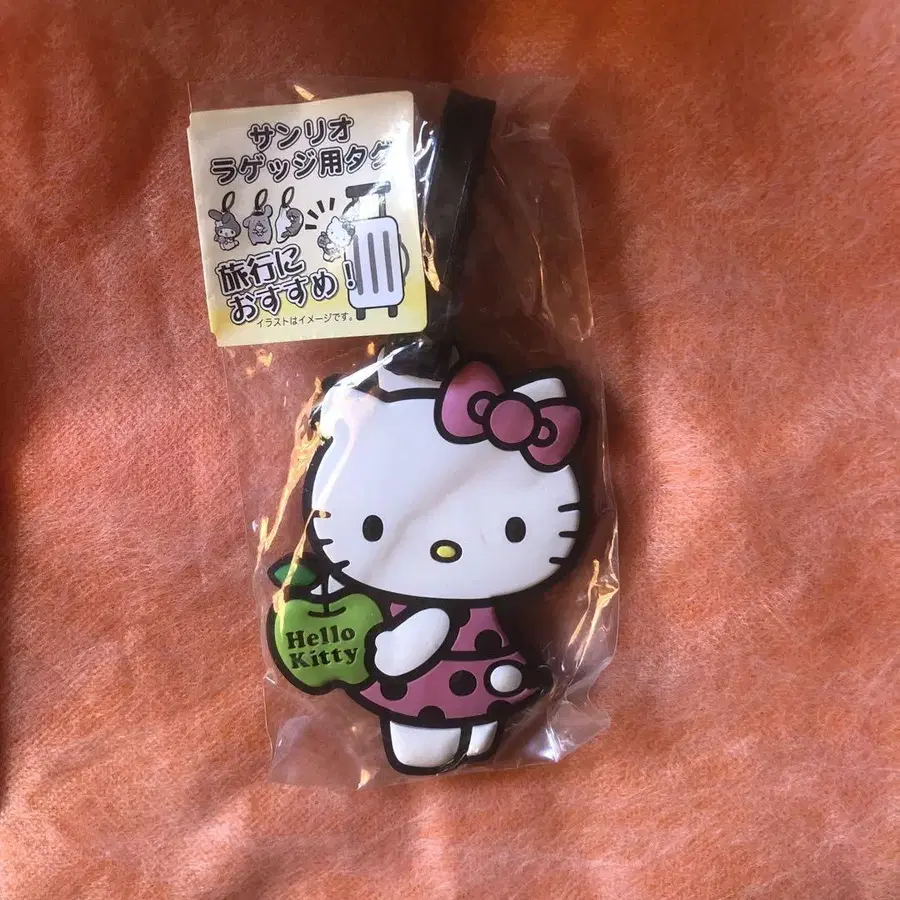 サンリオ
ラゲッジ用タグ
旅行に
おすすめ！
イラストはイメージです。
Hello
Kitty